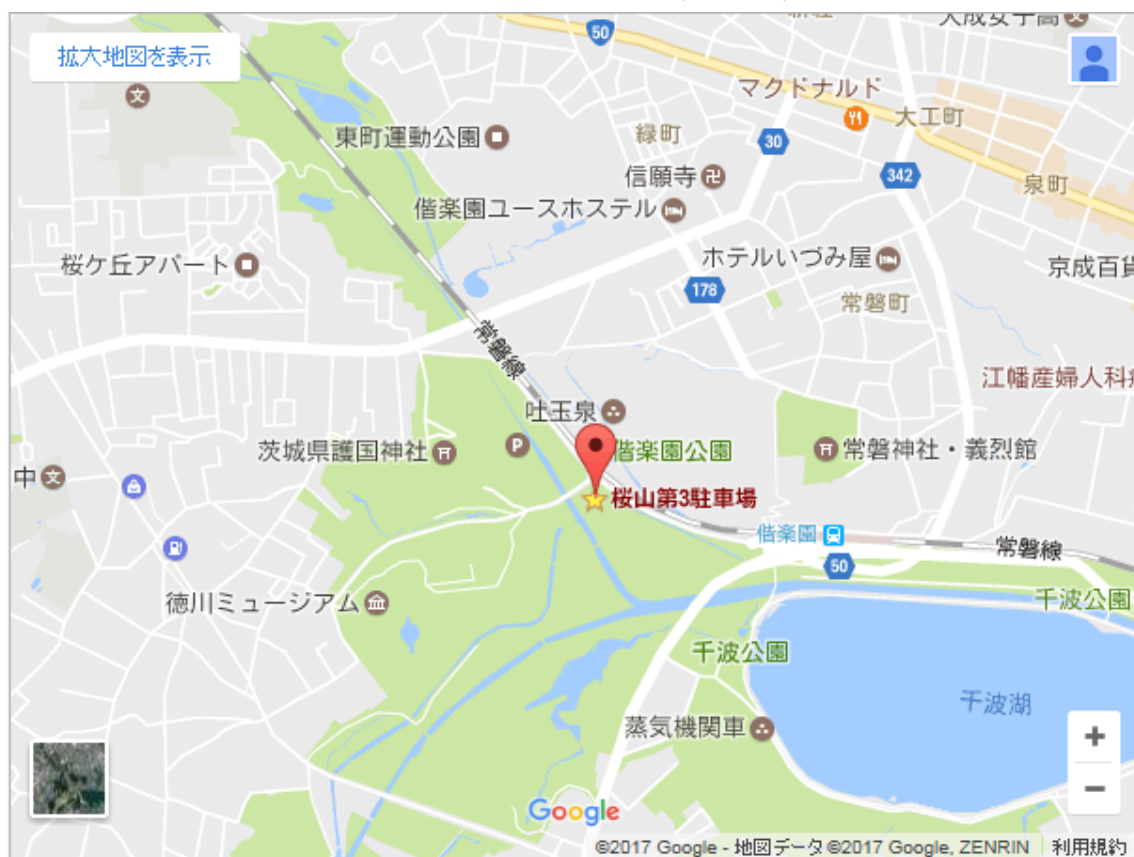 50
拡大地図を表示
文
マクドナルド
大工町
東町運動公園
緑町
30
信願寺
342
泉町
偕楽園ユースホステル
桜ケ丘アパート
ホテルいづみ屋
京成百貨
178
常磐町
常磐線
江幡産婦人科
吐玉泉
茨城県護国神社
P
偕楽園公園
常磐神社・義烈館
中
文
桜山第3駐車場
偕楽園
常磐線
50
徳川ミュージアム
千波公園
千波公園
千波湖
蒸気機関車
+
−
Google
©2017 Google - 地図データ ©2017 Google, ZENRIN
利用規約